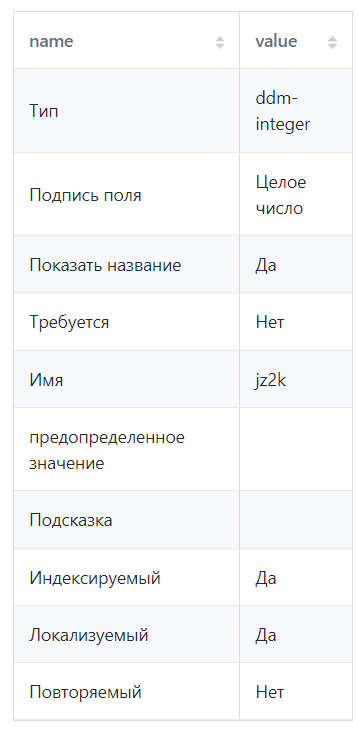 name value
Тип ddm-
integer
Подпись поля Целое
число
Показать название Да
Требуется Нет
Имя jz2k
предопределенное
значение
Подсказка
Индексируемый Да
Локализуемый Да
Повторяемый Нет